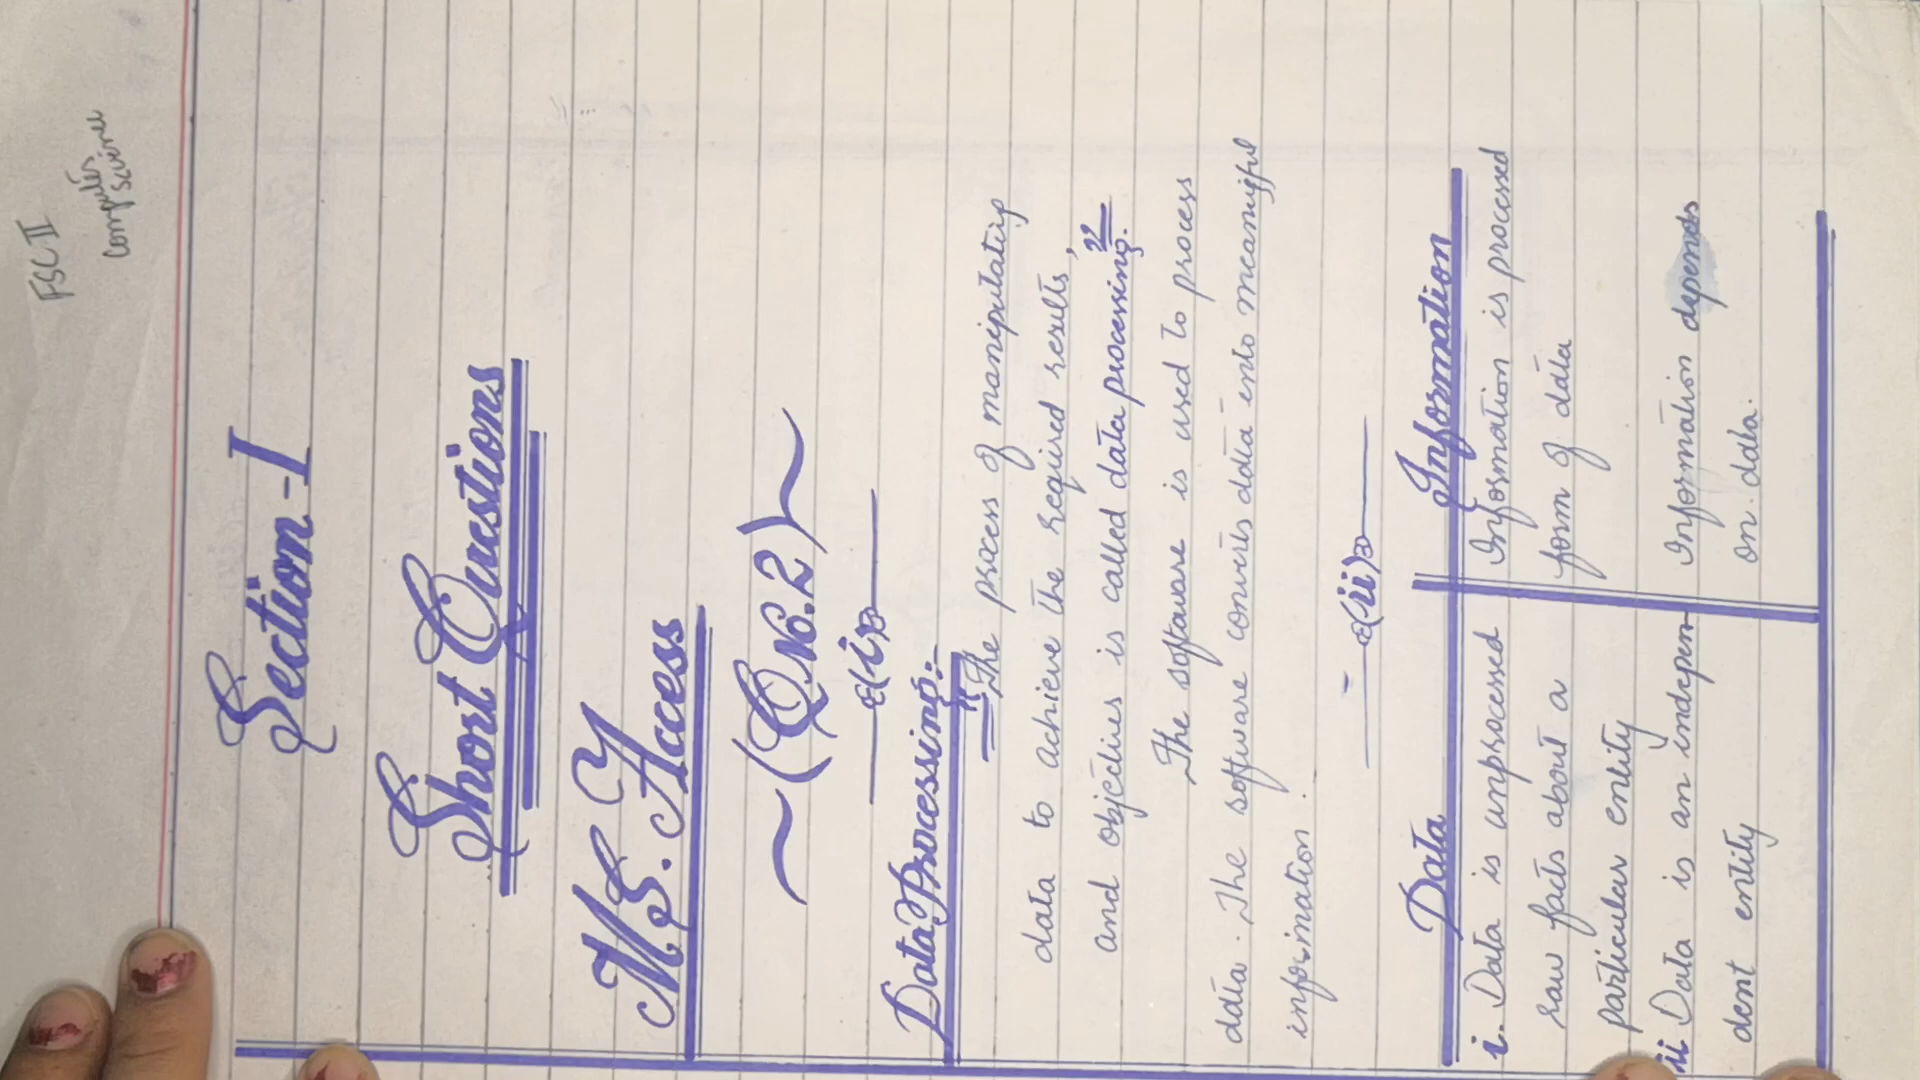 FSC II
Computer
Science
Section-I
Short Questions
M.S. Access
(Q.No.2)
(i)
Data Processing:-
"The process of manipulating
data to achieve the required results,
and objectives is called data processing."
The software is used to process
data. The software converts data into meaningful
information.
(ii)
Data Information
i. Data is unprocessed Information is processed
raw facts about a form of data
particular entity
ii Data is an indepen- Information depends
dent entity on data.